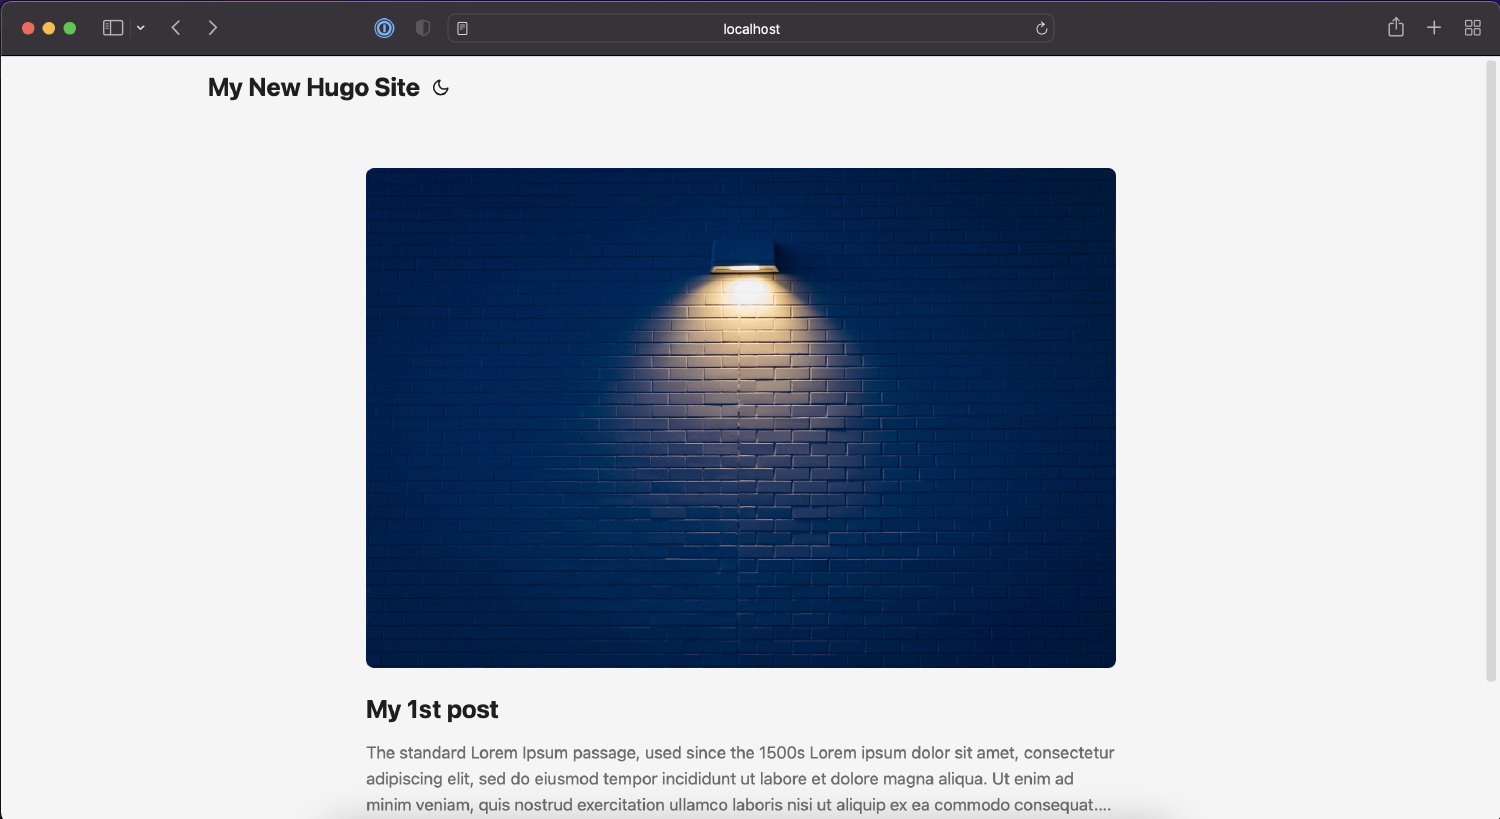 localhost
My New Hugo Site
My 1st post
The standard Lorem Ipsum passage, used since the 1500s Lorem ipsum dolor sit amet, consectetur
adipiscing elit, sed do eiusmod tempor incididunt ut labore et dolore magna aliqua. Ut enim ad
minim veniam, quis nostrud exercitation ullamco laboris nisi ut aliquip ex ea commodo consequat....